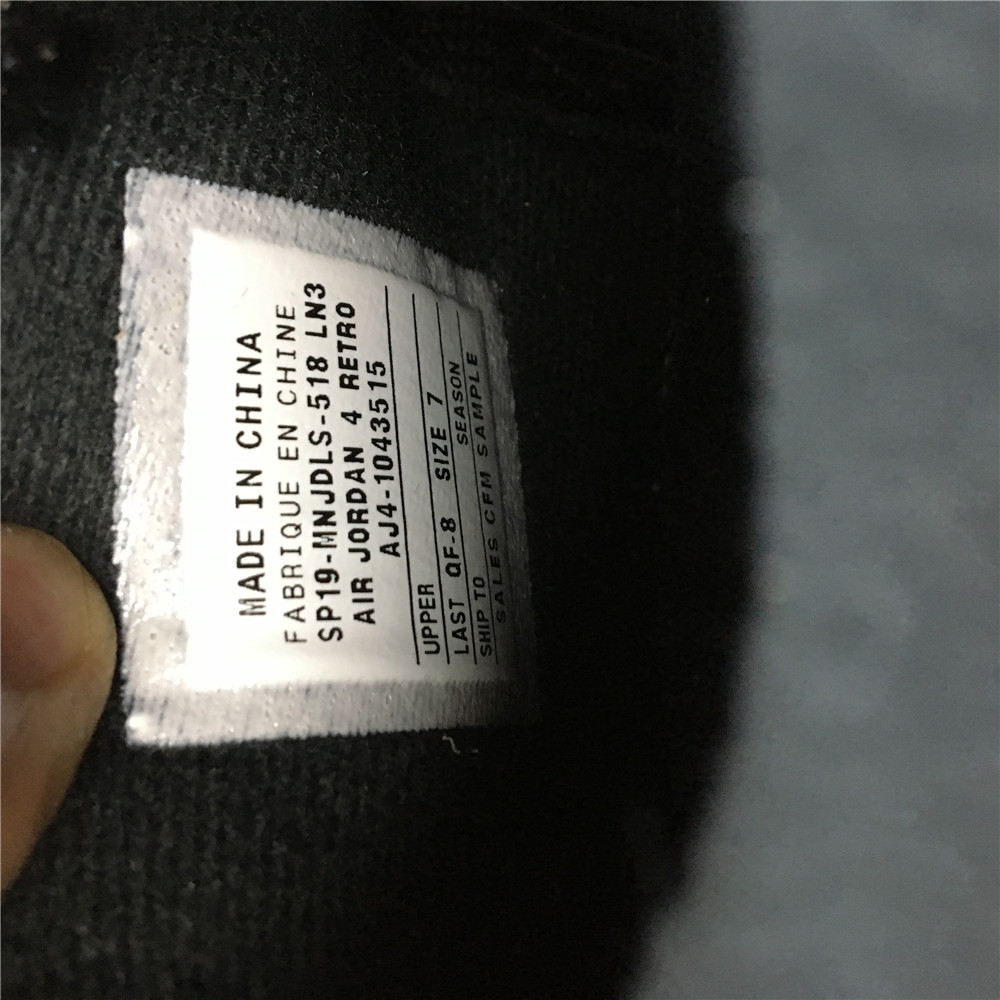 MADE IN CHINA
FABRIQUE EN CHINE
SP19-MNJDLS-518 LN3
AIR JORDAN 4 RETRO
AJ4-1043515
UPPER
LAST QF-8 SIZE 7
SHIP TO SEASON
SALES CFM SAMPLE